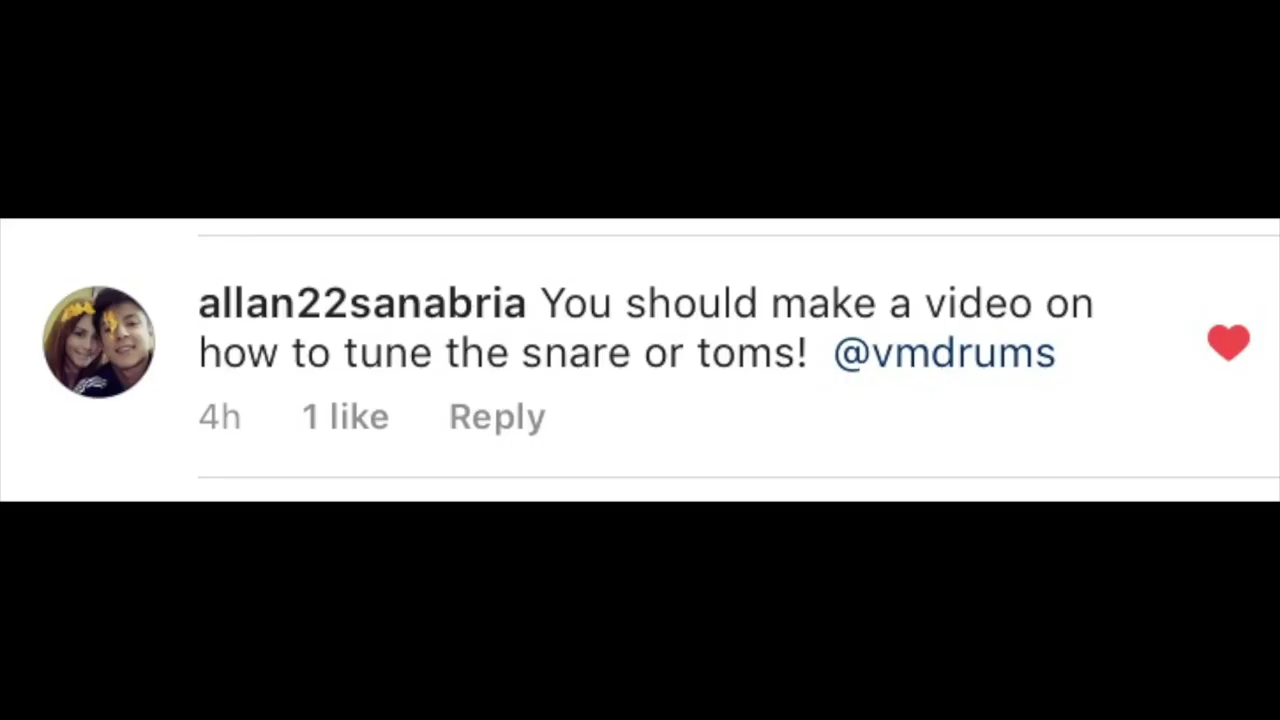 allan22sanabria You should make a video on
how to tune the snare or toms! @vmdrums
4h 1 like Reply